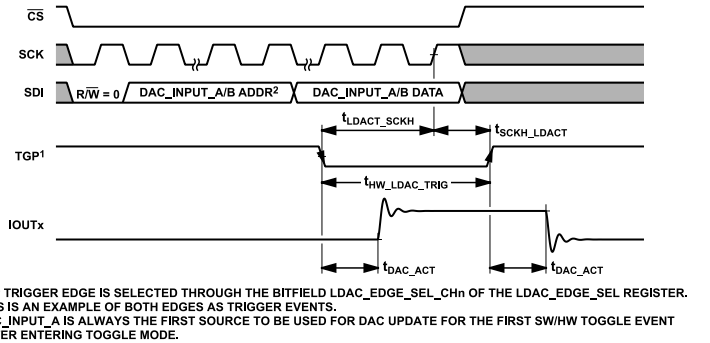 CS
SCK
SDI
R/W = 0
DAC_INPUT_A/B ADDR2
DAC_INPUT_A/B DATA
tLDACT_SCKH
tSCKH_LDACT
TGP1
tHW_LDAC_TRIG
IOUTx
tDAC_ACT
tDAC_ACT
TRIGGER EDGE IS SELECTED THROUGH THE BITFIELD LDAC_EDGE_SEL_CHn OF THE LDAC_EDGE_SEL REGISTER.
S IS AN EXAMPLE OF BOTH EDGES AS TRIGGER EVENTS.
C_INPUT_A IS ALWAYS THE FIRST SOURCE TO BE USED FOR DAC UPDATE FOR THE FIRST SW/HW TOGGLE EVENT
ER ENTERING TOGGLE MODE.